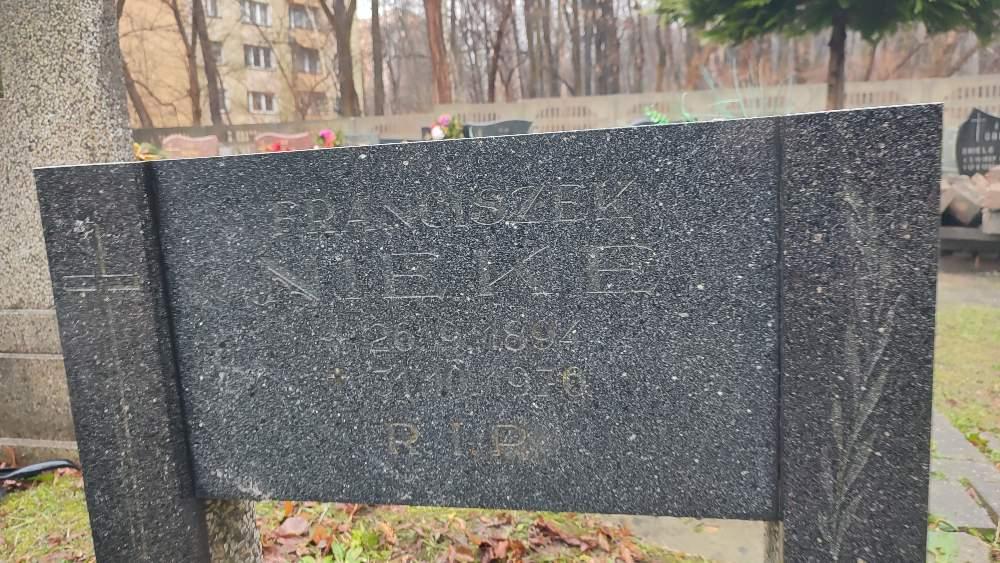 FRANCISZEK
NIEKE
* 26.9.1894
R.I.P.